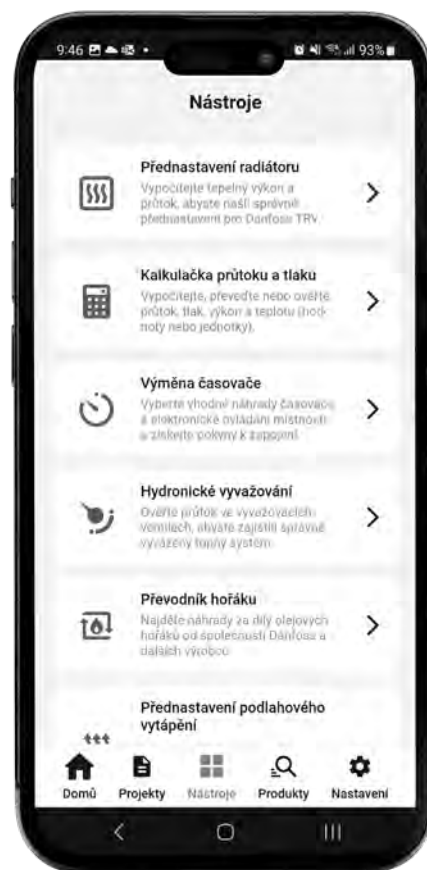 9:46
93%
Nástroje
Přednastavení radiátoru
Vypočítejte tepelný výkon a
průtok, abyste našli správné
přednastavení pro Danfoss TRV.
Kalkulačka průtoku a tlaku
Vypočítejte, převeďte nebo ověřte
průtok, tlak, výkon a teplotu (hod-
noty nebo jednotky).
Výměna časovače
Vyberte vhodné náhrady časovače
a elektronické ovládání místnosti
a získejte pokyny k zapojení.
Hydronické vyvažování
Ověřte průtok ve vyvažovacích
ventilech, abyste zajistili správně
vyvážený topný systém.
Převodník hořáku
Najděte náhrady za díly olejových
hořáků od společnosti Danfoss a
dalších výrobců.
Přednastavení podlahového
vytápění
Domů
Projekty
Nástroje
Produkty
Nastavení